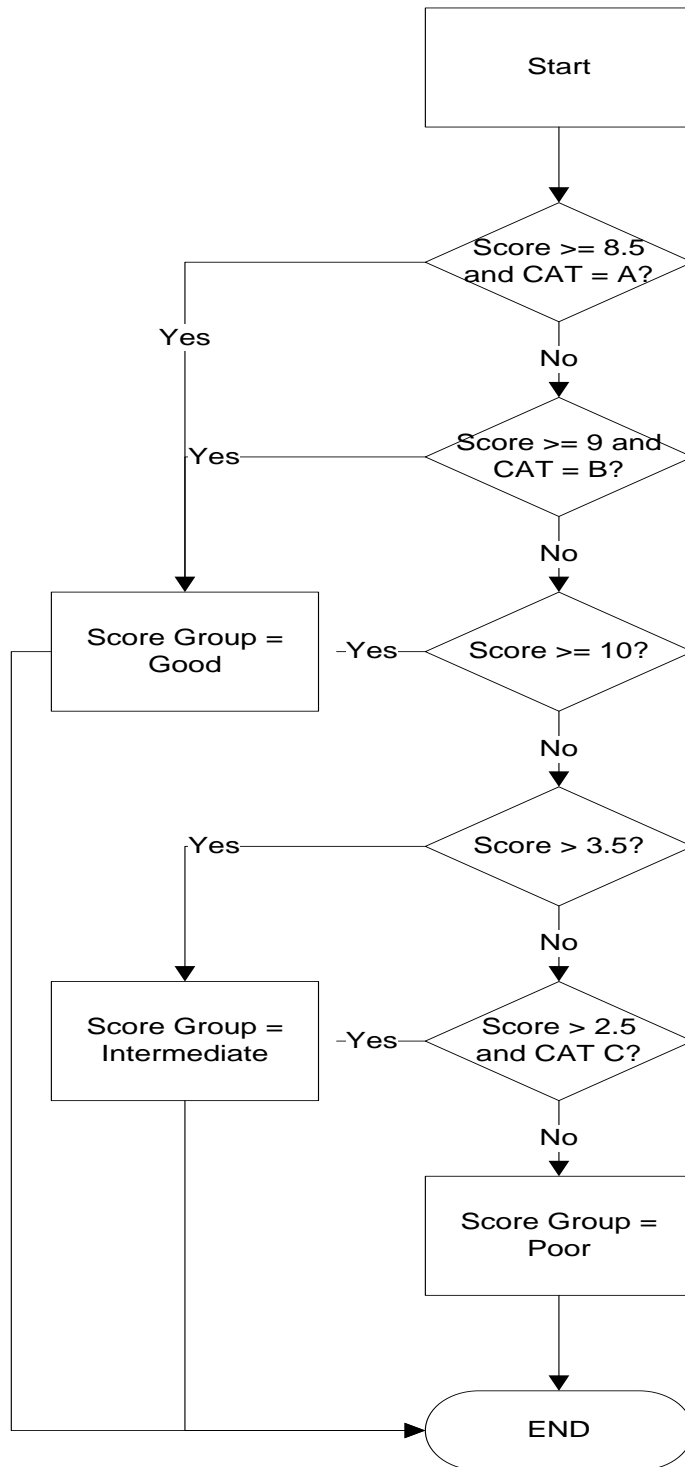 Start
Score >= 8.5
and CAT = A?
Yes
No
Score >= 9 and
CAT = B?
Yes
No
Score Group =
Good
Yes
Score >= 10?
No
Yes
Score > 3.5?
No
Score Group =
Intermediate
Yes
Score > 2.5
and CAT C?
No
Score Group =
Poor
END